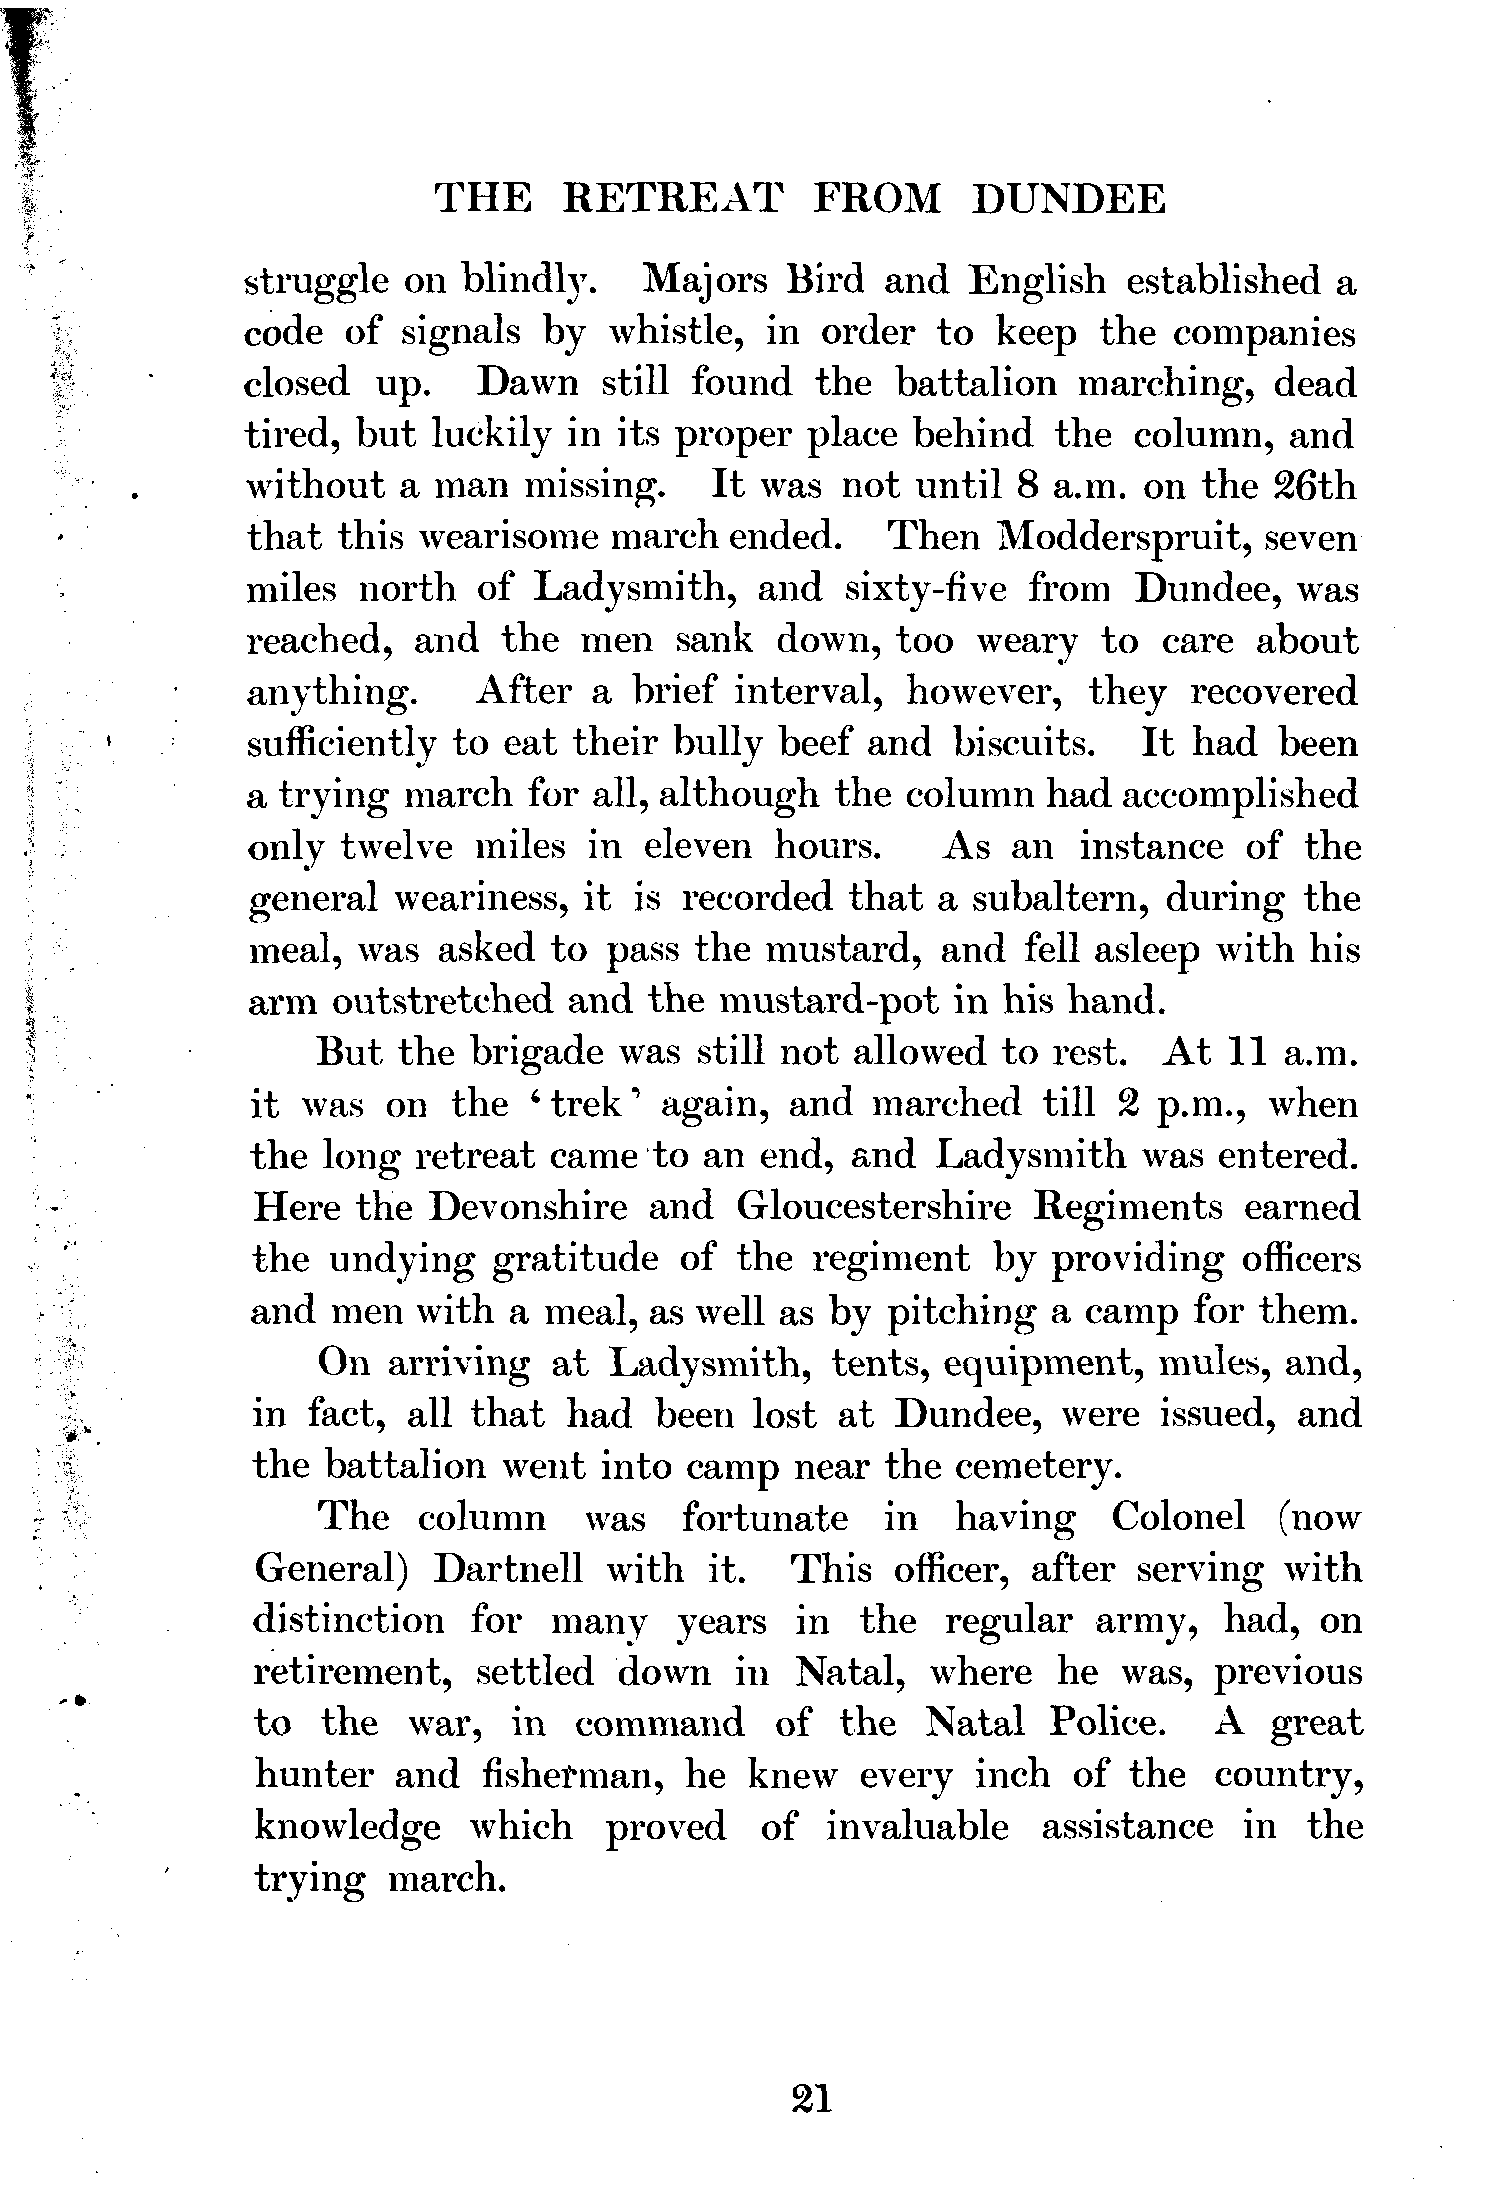 THE RETREAT FROM DUNDEE
struggle on blindly. Majors Bird and English established a
code of signals by whistle, in order to keep the companies
closed up. Dawn still found the battalion marching, dead
tired, but luckily in its proper place behind the column, and
without a man missing. It was not until 8 a.m. on the 26th
that this wearisome march ended. Then Modderspruit, seven
miles north of Ladysmith, and sixty-five from Dundee, was
reached, and the men sank down, too weary to care about
anything. After a brief interval, however, they recovered
sufficiently to eat their bully beef and biscuits. It had been
a trying march for all, although the column had accomplished
only twelve miles in eleven hours. As an instance of the
general weariness, it is recorded that a subaltern, during the
meal, was asked to pass the mustard, and fell asleep with his
arm outstretched and the mustard-pot in his hand.
But the brigade was still not allowed to rest. At 11 a.m.
it was on the ‘trek’ again, and marched till 2 p.m., when
the long retreat came to an end, and Ladysmith was entered.
Here the Devonshire and Gloucestershire Regiments earned
the undying gratitude of the regiment by providing officers
and men with a meal, as well as by pitching a camp for them.
On arriving at Ladysmith, tents, equipment, mules, and,
in fact, all that had been lost at Dundee, were issued, and
the battalion went into camp near the cemetery.
The column was fortunate in having Colonel (now
General) Dartnell with it. This officer, after serving with
distinction for many years in the regular army, had, on
retirement, settled down in Natal, where he was, previous
to the war, in command of the Natal Police. A great
hunter and fisherman, he knew every inch of the country,
knowledge which proved of invaluable assistance in the
trying march.
21